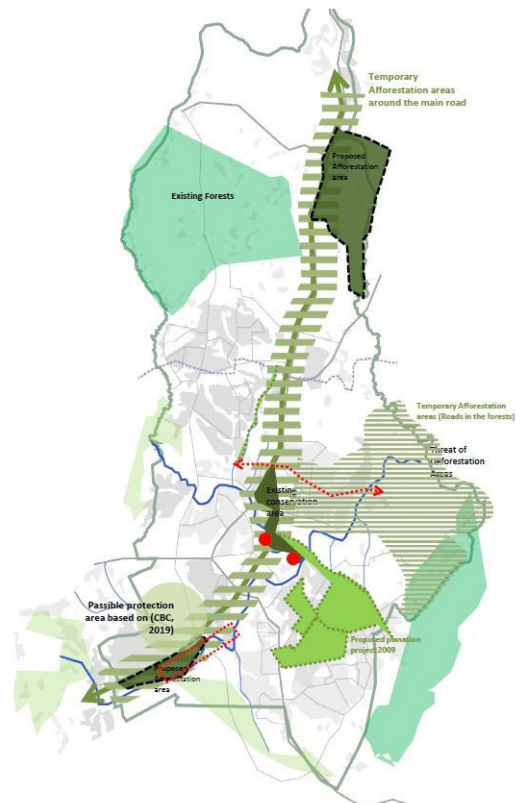 Temporary
Afforestation areas
around the main road
Proposed
Afforestation
area
Existing Forests
Temporary Afforestation
areas (Roads in the forests)
Threat of
Deforestation
Areas
Existing
conservation
area
Passible protection
area based on (CBC,
2019)
Proposed planation
project 2009
Proposed
Afforestation
area